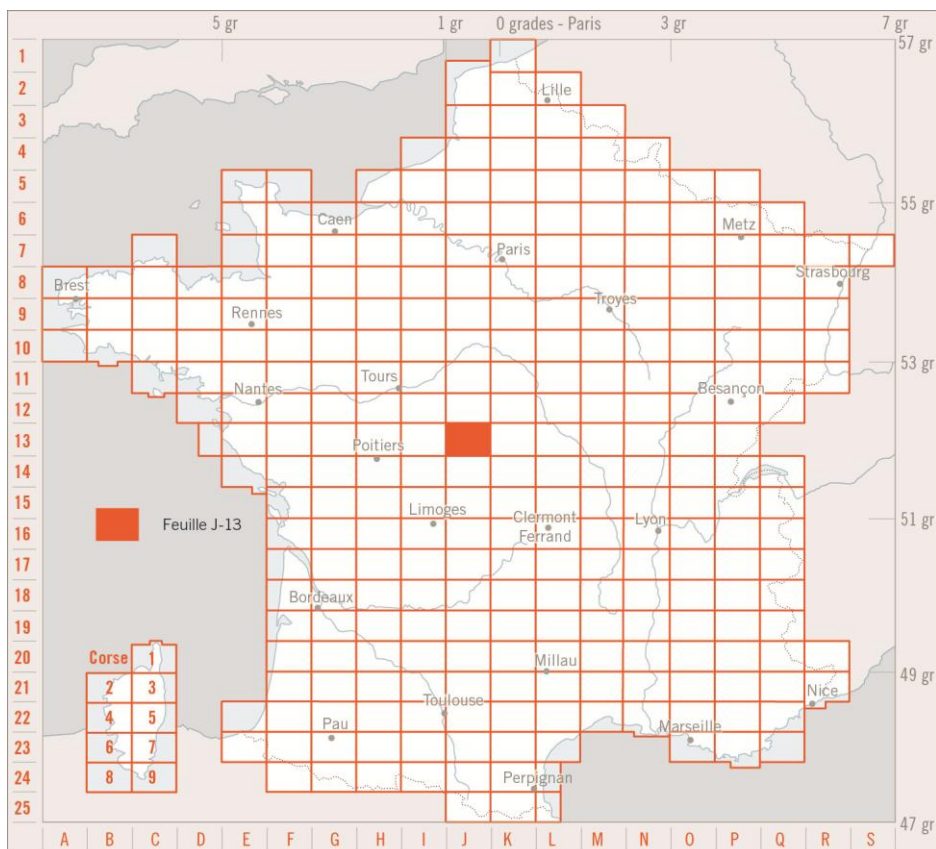 5 gr 1 gr 0 grades - Paris 3 gr 7 gr
57 gr
1
2 Lille
3
4
5
55 gr
6 Caen Metz
7 Paris
8 Brest Strasbourg
9 Rennes Troyes
10
53 gr
11 Nantes Tours Besançon
12
13 Poitiers
14
15 Limoges Clermont
Feuille J-13 Lyon 51 gr
16 Ferrand
17
18 Bordeaux
19
20 Corse 1 Millau
49 gr
21 2 3 Toulouse Nice
22 4 5 Pau Marseille
23 6 7
24 8 9 Perpignan
25
47 gr
A B C D E F G H I J K L M N O P Q R S